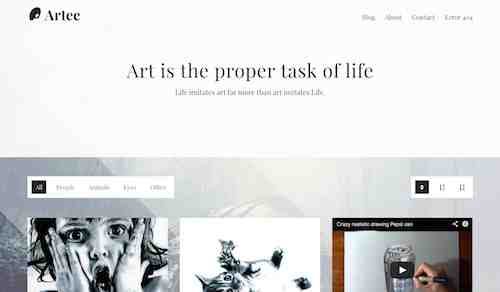 Artec
Blog About Contact Error 404
Art is the proper task of life
Life imitates art far more than art imitates Life.
All People Animals Eyes Other
Crazy realistic drawing Pepsi can